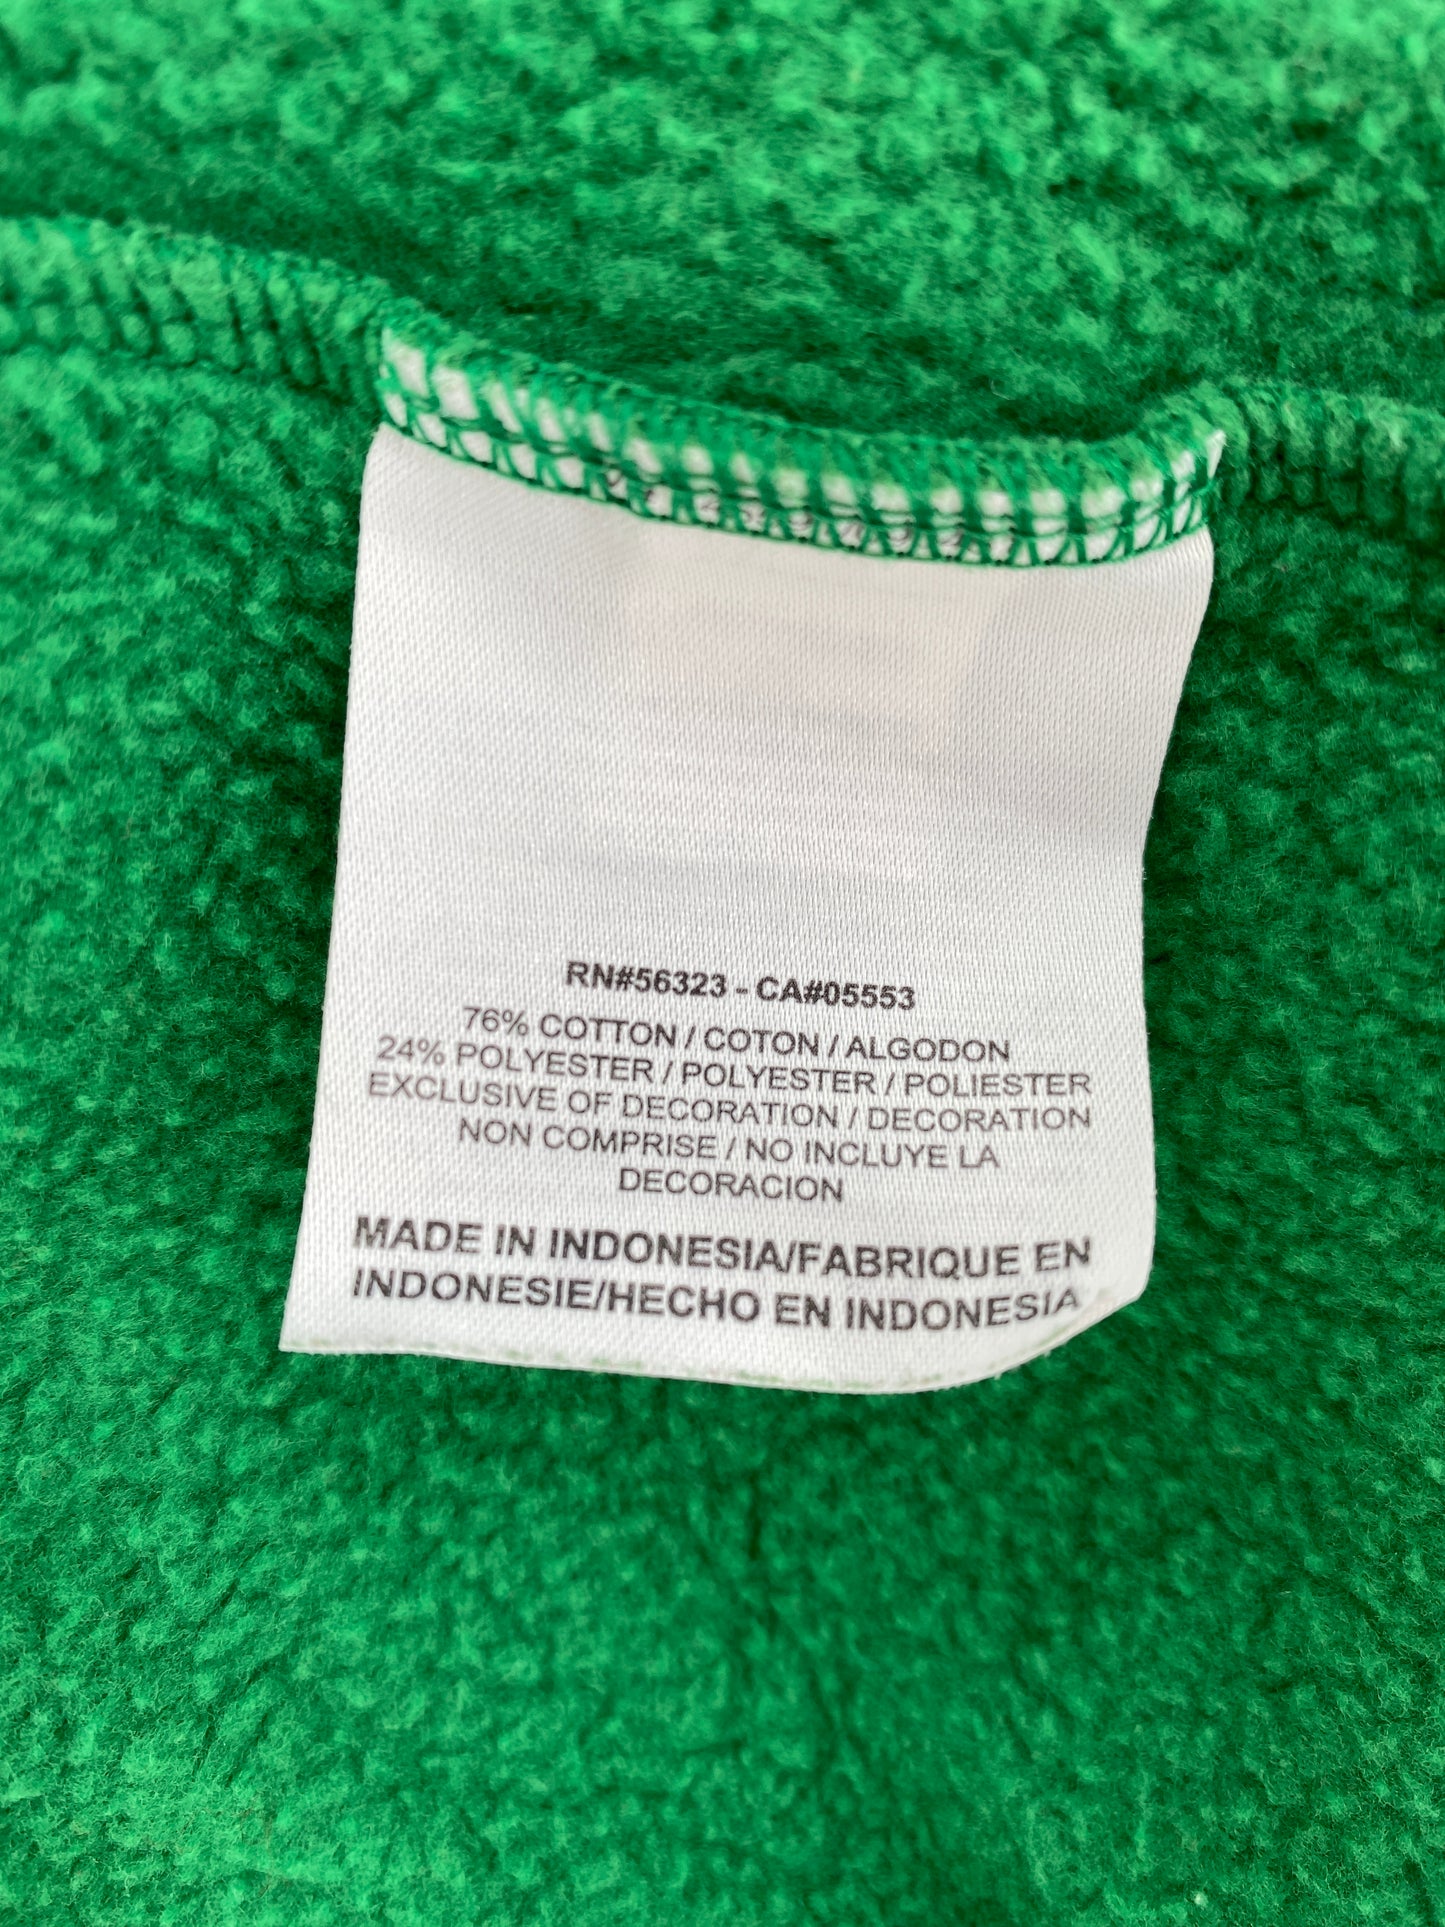 RN#56323 - CA#05553
76% COTTON / COTON / ALGODON
24% POLYESTER / POLYESTER / POLIESTER
EXCLUSIVE OF DECORATION / DECORATION
NON COMPRISE / NO INCLUYE LA
DECORACION
MADE IN INDONESIA/FABRIQUE EN
INDONESIE/HECHO EN INDONESIA